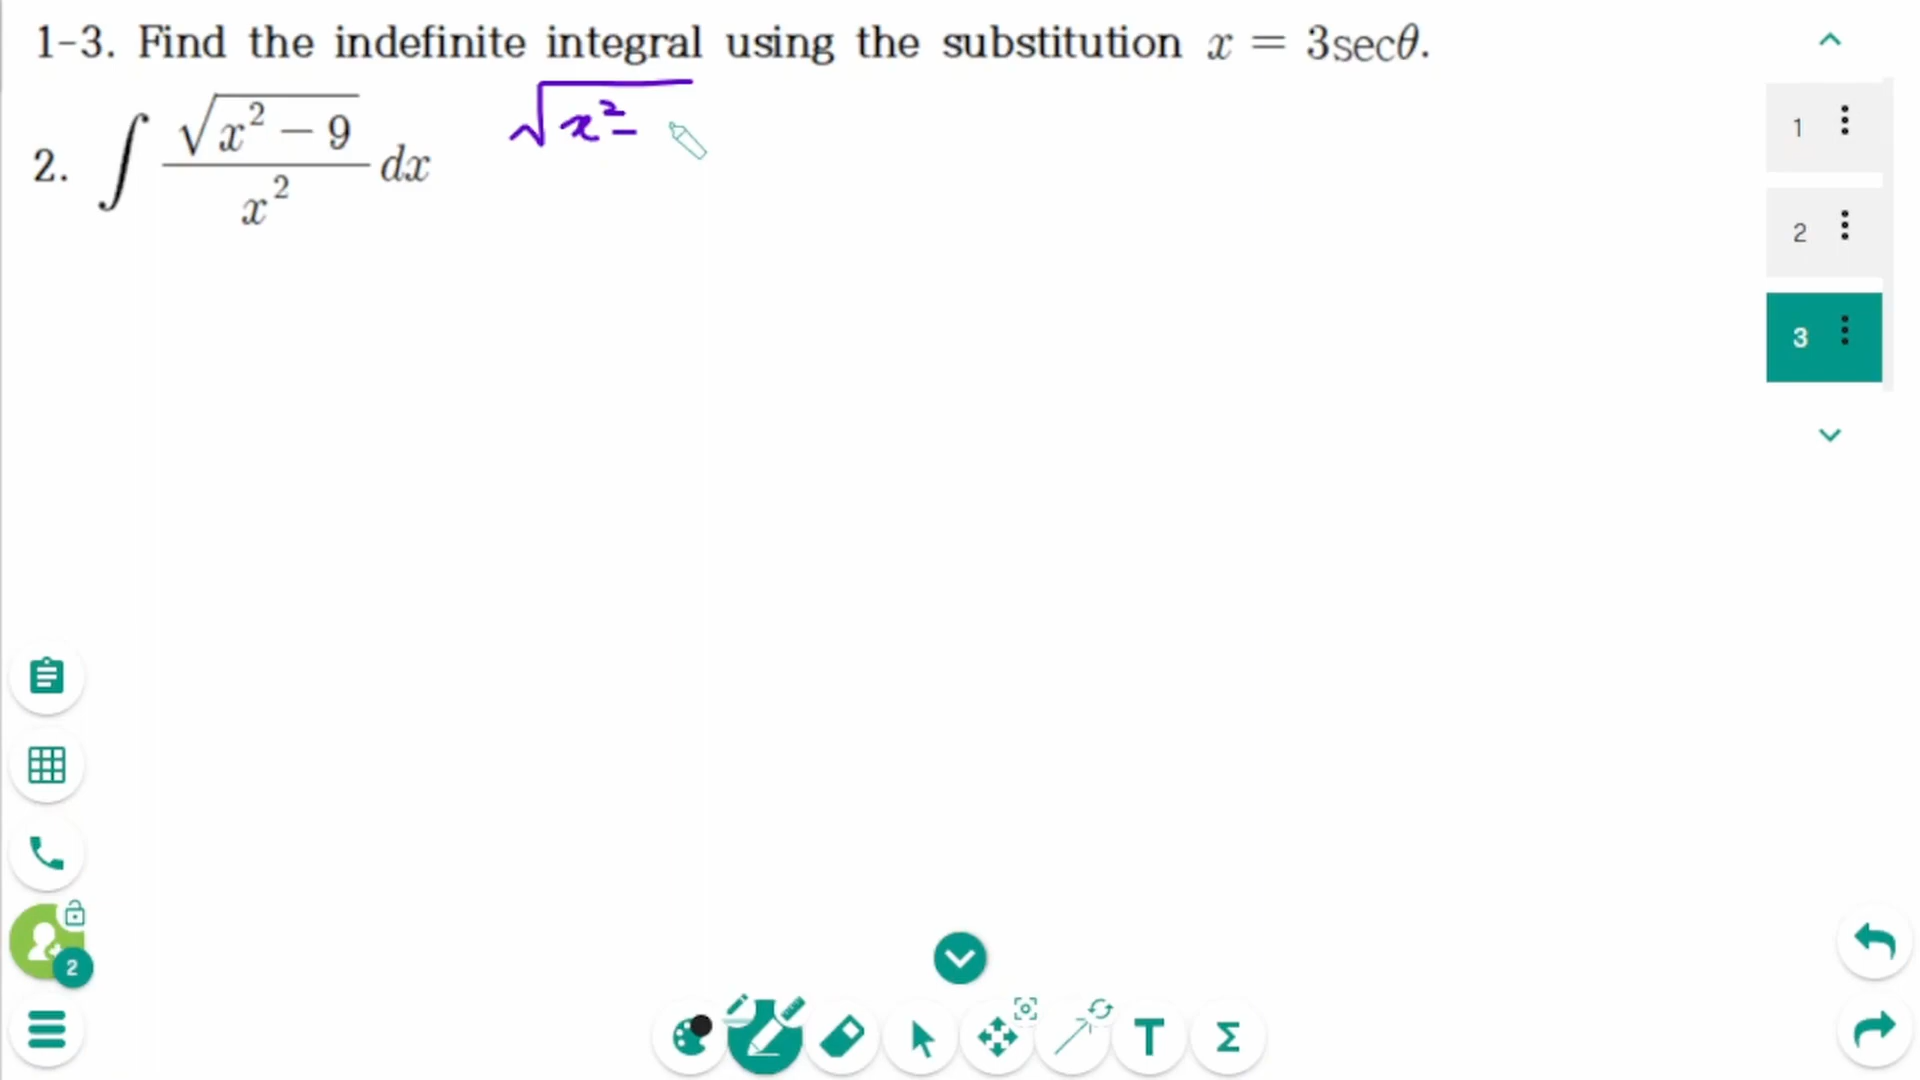 1-3. Find the indefinite integral using the substitution x = 3secθ.
2. ∫ √(x² − 9) / x² dx
√x² −
1
2
3
2
T
Σ